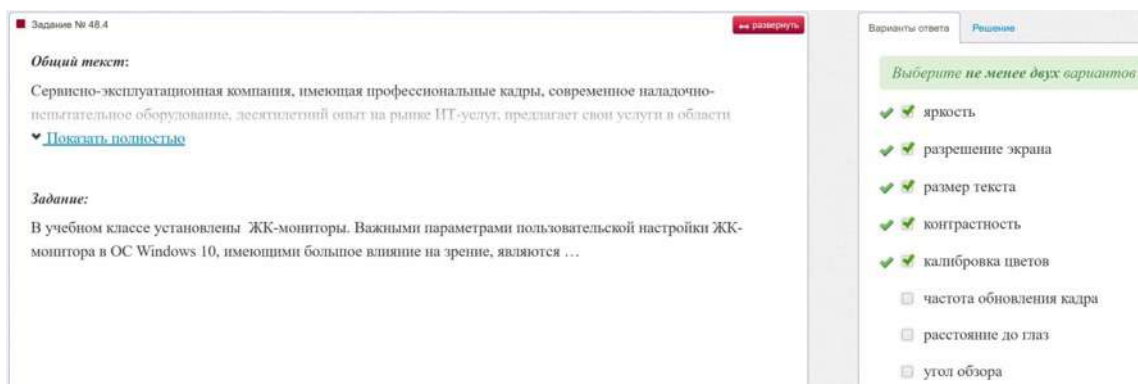 Задание № 48.4
развернуть
Общий текст:
Сервисно-эксплуатационная компания, имеющая профессиональные кадры, современное наладочно-
испытательное оборудование, десятилетний опыт на рынке ИТ-услуг, предлагает свои услуги в области
Показать полностью
Задание:
В учебном классе установлены ЖК-мониторы. Важными параметрами пользовательской настройки ЖК-
монитора в ОС Windows 10, имеющими большое влияние на зрение, являются …
Варианты ответа
Решение
Выберите не менее двух вариантов
яркость
разрешение экрана
размер текста
контрастность
калибровка цветов
частота обновления кадра
расстояние до глаз
угол обзора